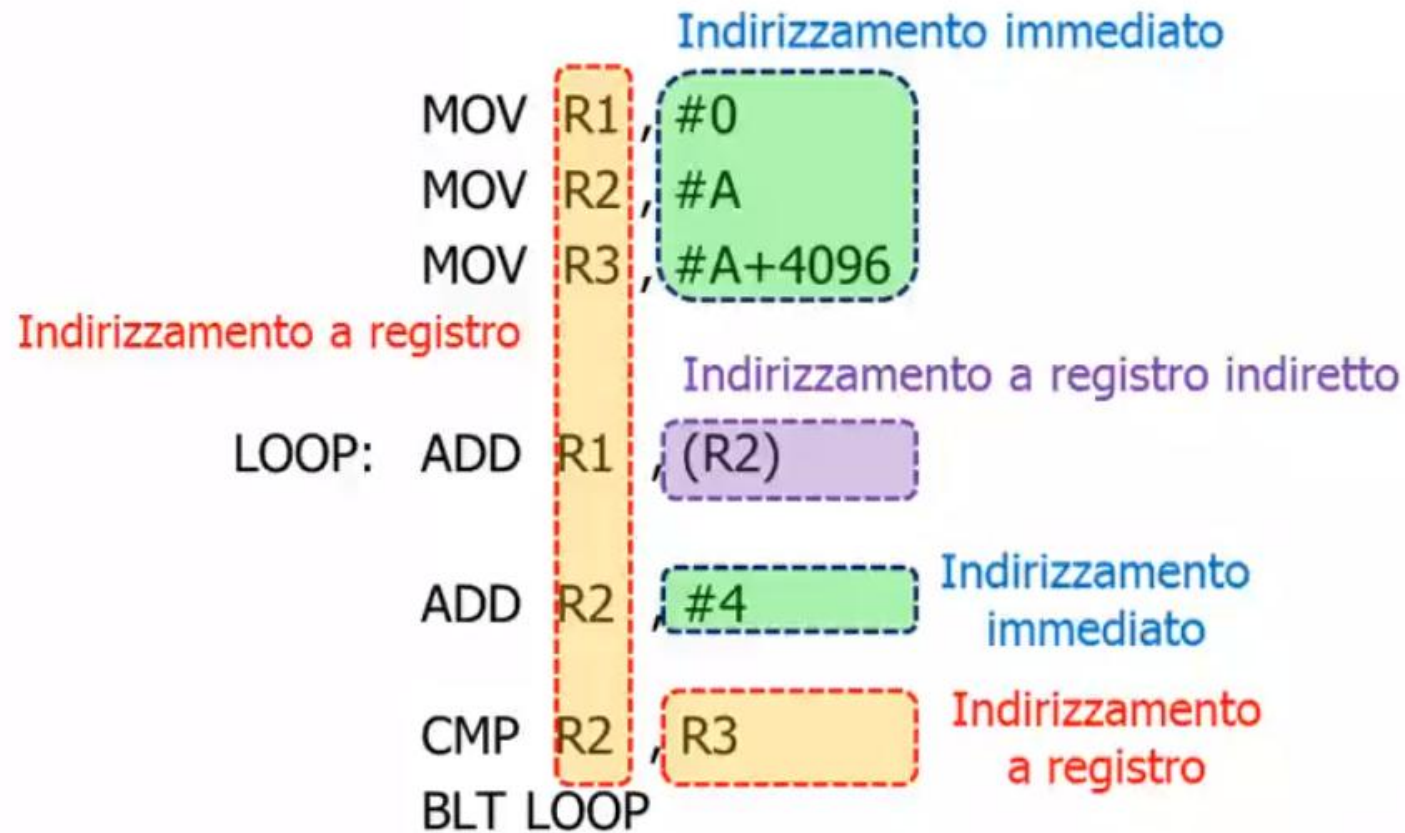 Indirizzamento immediato
MOV R1 , #0
MOV R2 , #A
MOV R3 , #A+4096
Indirizzamento a registro
Indirizzamento a registro indiretto
LOOP: ADD R1 , (R2)
ADD R2 , #4
Indirizzamento
immediato
CMP R2 , R3
Indirizzamento
a registro
BLT LOOP